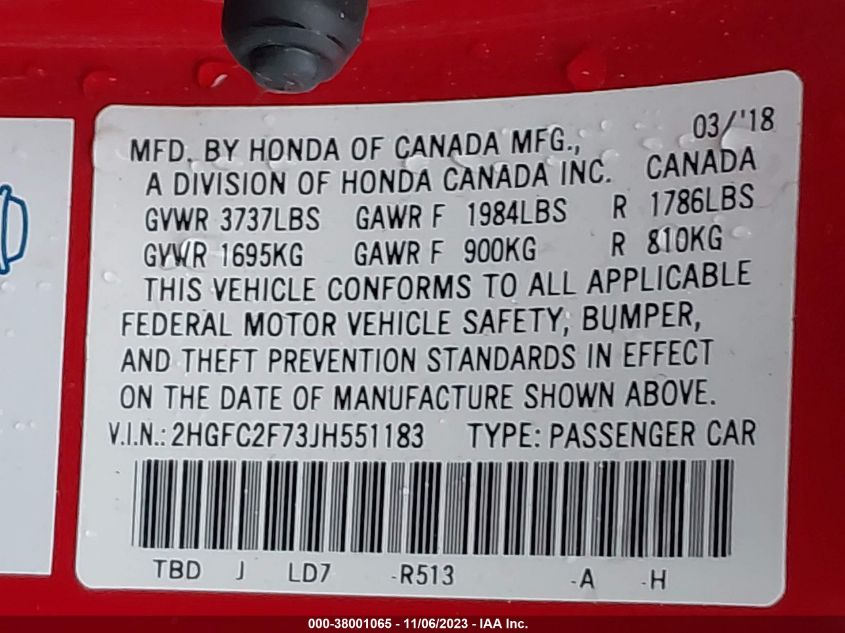 03/'18
MFD. BY HONDA OF CANADA MFG.,
A DIVISION OF HONDA CANADA INC. CANADA
GVWR 3737LBS GAWR F 1984LBS R 1786LBS
GVWR 1695KG GAWR F 900KG R 810KG
THIS VEHICLE CONFORMS TO ALL APPLICABLE
FEDERAL MOTOR VEHICLE SAFETY, BUMPER,
AND THEFT PREVENTION STANDARDS IN EFFECT
ON THE DATE OF MANUFACTURE SHOWN ABOVE.
V.I.N.: 2HGFC2F73JH551183 TYPE: PASSENGER CAR
TBD J LD7 -R513 -A -H
000-38001065 - 11/06/2023 - IAA Inc.